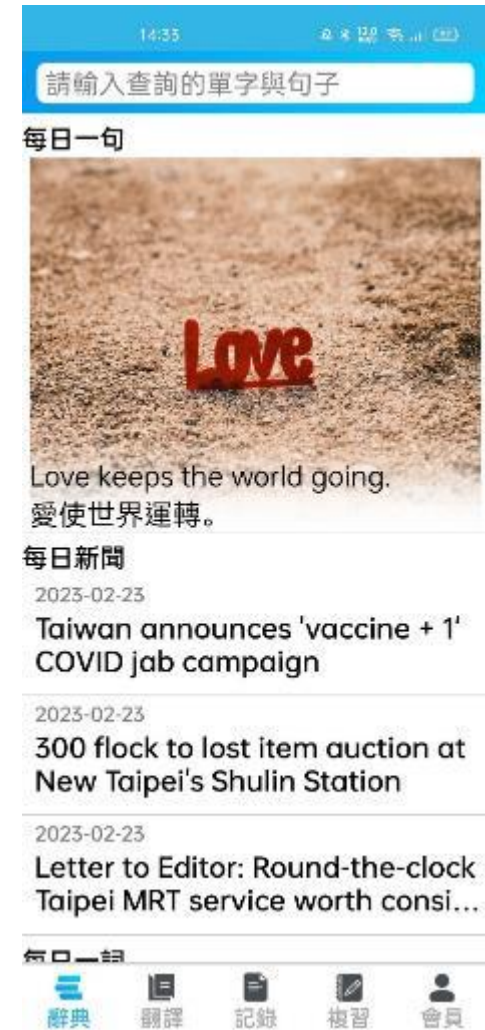 14:33
請輸入查詢的單字與句子
每日一句
Love
Love keeps the world going.
愛使世界運轉。
每日新聞
2023-02-23
Taiwan announces 'vaccine + 1'
COVID jab campaign
2023-02-23
300 flock to lost item auction at
New Taipei's Shulin Station
2023-02-23
Letter to Editor: Round-the-clock
Taipei MRT service worth consi...
每日一詞
辭典 翻譯 記錄 複習 會員